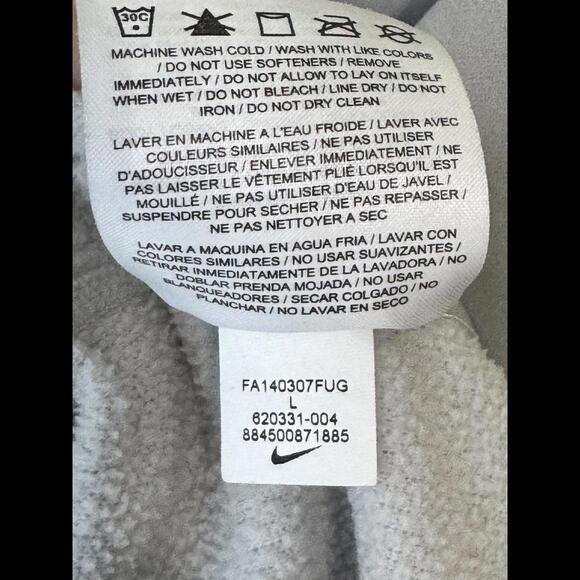 30C
MACHINE WASH COLD / WASH WITH LIKE COLORS
/ DO NOT USE SOFTENERS / REMOVE
IMMEDIATELY / DO NOT ALLOW TO LAY ON ITSELF
WHEN WET / DO NOT BLEACH / LINE DRY / DO NOT
IRON / DO NOT DRY CLEAN
LAVER EN MACHINE A L'EAU FROIDE / LAVER AVEC
COULEURS SIMILAIRES / NE PAS UTILISER
D'ADOUCISSEUR / ENLEVER IMMEDIATEMENT / NE
PAS LAISSER LE VÊTEMENT PLIÉ LORSQU'IL EST
MOUILLÉ / NE PAS UTILISER D'EAU DE JAVEL /
SUSPENDRE POUR SECHER / NE PAS REPASSER /
NE PAS NETTOYER A SEC
LAVAR A MAQUINA EN AGUA FRIA / LAVAR CON
COLORES SIMILARES / NO USAR SUAVIZANTES /
RETIRAR INMEDIATAMENTE DE LA LAVADORA / NO
DOBLAR PRENDA MOJADA / NO USAR
BLANQUEADORES / SECAR COLGADO / NO
PLANCHAR / NO LAVAR EN SECO
FA140307FUG
L
620331-004
884500871885